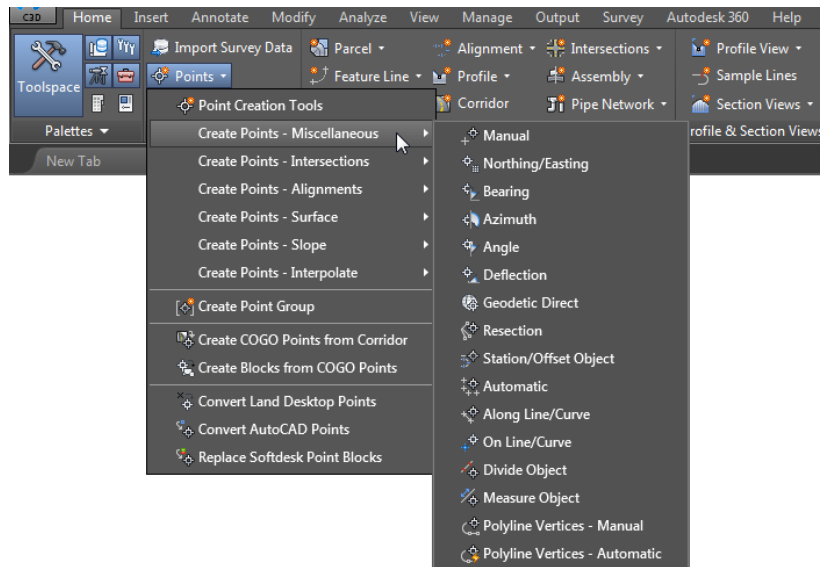 C3D Home Insert Annotate Modify Analyze View Manage Output Survey Autodesk 360 Help
Import Survey Data Parcel Alignment Intersections Profile View
Toolspace Points Feature Line Profile Assembly Sample Lines
Corridor Pipe Network Section Views
Palettes rofile & Section Views
New Tab
Point Creation Tools
Create Points - Miscellaneous
Create Points - Intersections
Create Points - Alignments
Create Points - Surface
Create Points - Slope
Create Points - Interpolate
Create Point Group
Create COGO Points from Corridor
Create Blocks from COGO Points
Convert Land Desktop Points
Convert AutoCAD Points
Replace Softdesk Point Blocks
Manual
Northing/Easting
Bearing
Azimuth
Angle
Deflection
Geodetic Direct
Resection
Station/Offset Object
Automatic
Along Line/Curve
On Line/Curve
Divide Object
Measure Object
Polyline Vertices - Manual
Polyline Vertices - Automatic